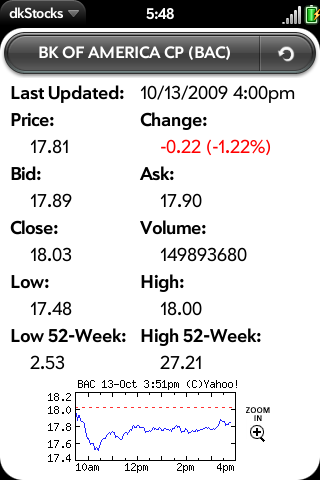 dkStocks 5:48
BK OF AMERICA CP (BAC)
Last Updated: 10/13/2009 4:00pm
Price: Change:
17.81 -0.22 (-1.22%)
Bid: Ask:
17.89 17.90
Close: Volume:
18.03 149893680
Low: High:
17.48 18.00
Low 52-Week: High 52-Week:
2.53 27.21
BAC 13-Oct 3:51pm (C)Yahoo!
18.2
18.0
17.8
17.6
17.4
10am 12pm 2pm 4pm
ZOOM
IN